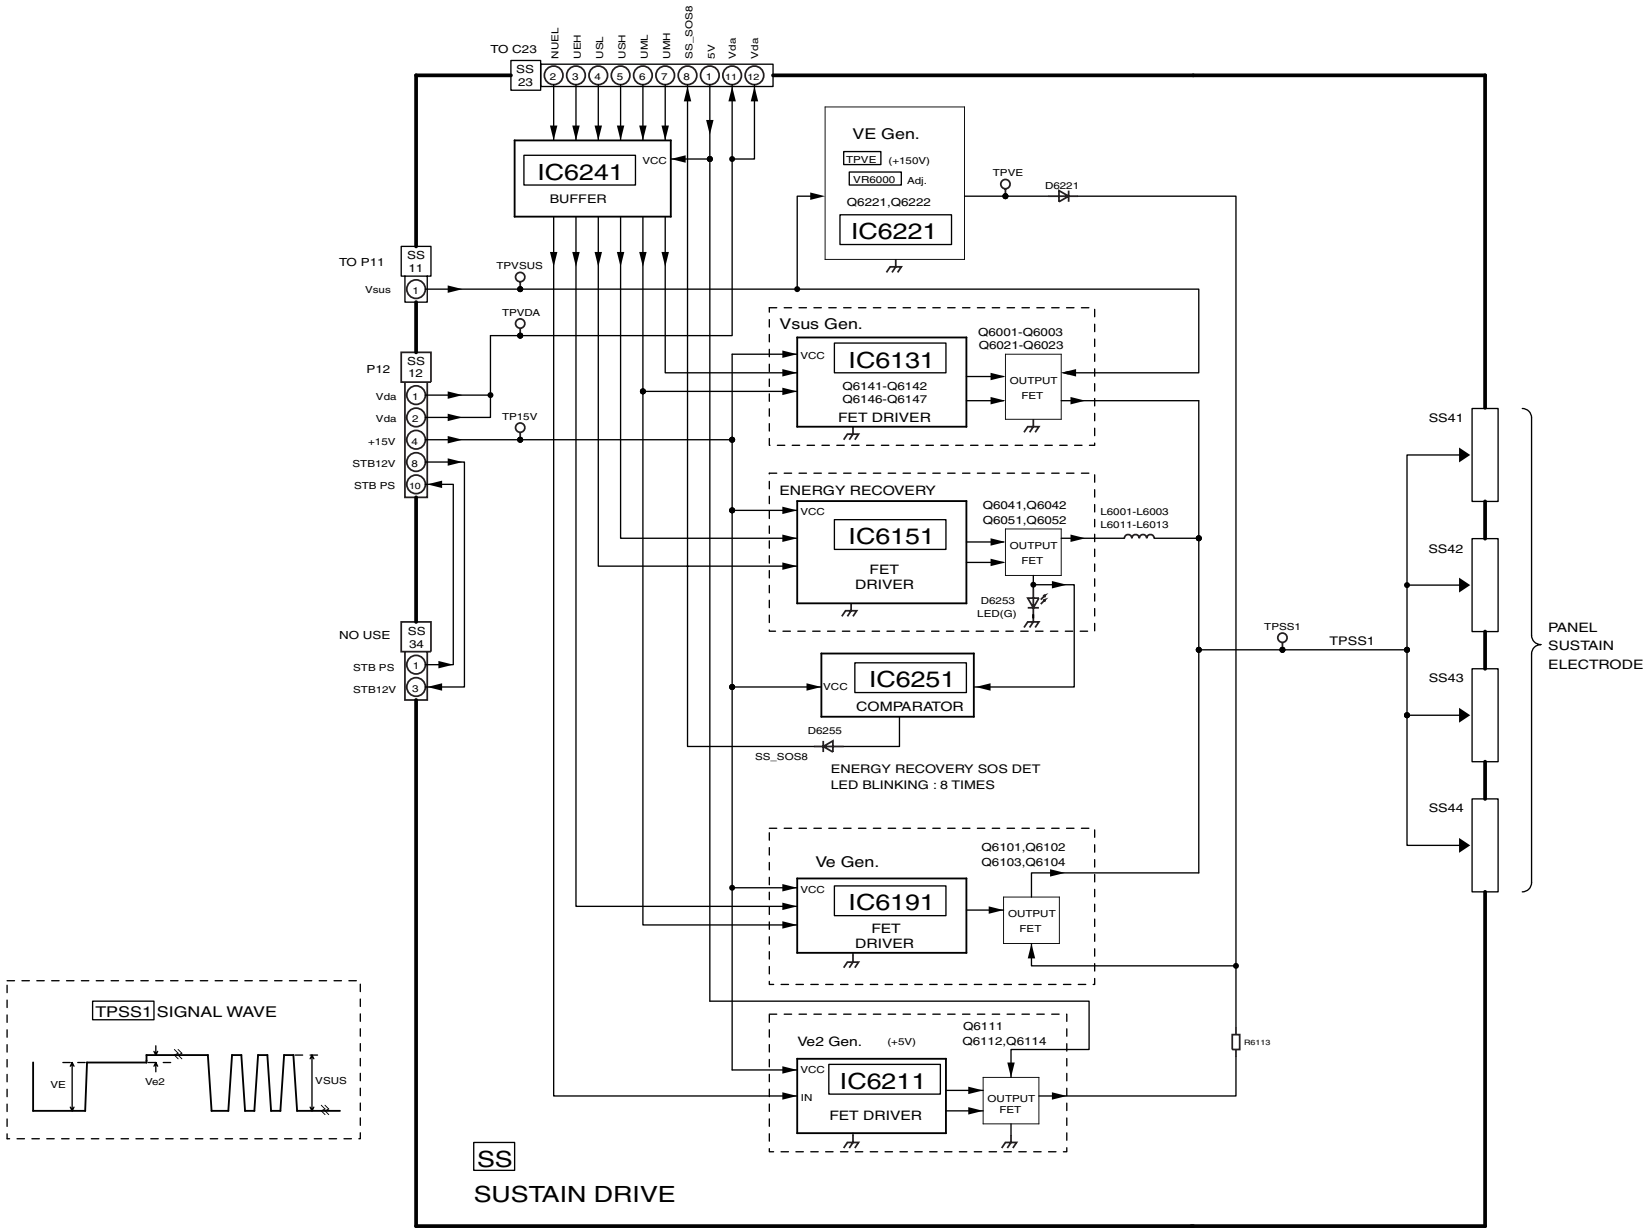 TO C23
SS
23
NUEL
UEH
USL
USH
UML
UMH
SS_SOS8
5V
Vda
Vda
2 3 4 5 6 7 8 1 11 12
VCC
IC6241
BUFFER
VE Gen.
TPVE (+150V)
VR6000 Adj.
Q6221,Q6222
IC6221
TPVE
D6221
TO P11
SS
11
Vsus 1
TPVSUS
TPVDA
P12
SS
12
Vda 1
Vda 2
+15V 4
STB12V 8
STB PS 10
TP15V
Vsus Gen.
VCC
IC6131
Q6141-Q6142
Q6146-Q6147
FET DRIVER
Q6001-Q6003
Q6021-Q6023
OUTPUT
FET
ENERGY RECOVERY
VCC
IC6151
FET
DRIVER
Q6041,Q6042
Q6051,Q6052
OUTPUT
FET
D6253
LED(G)
L6001-L6003
L6011-L6013
NO USE
SS
34
STB PS 1
STB12V 3
VCC
IC6251
COMPARATOR
D6255
SS_SOS8
ENERGY RECOVERY SOS DET
LED BLINKING : 8 TIMES
TPSS1
TPSS1
SS41
SS42
SS43
SS44
PANEL
SUSTAIN
ELECTRODE
Ve Gen.
VCC
IC6191
FET
DRIVER
Q6101,Q6102
Q6103,Q6104
OUTPUT
FET
Ve2 Gen. (+5V)
VCC
IN
IC6211
FET DRIVER
Q6111
Q6112,Q6114
OUTPUT
FET
R6113
TPSS1 SIGNAL WAVE
VE
Ve2
VSUS
SS
SUSTAIN DRIVE